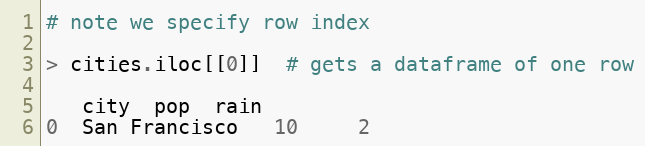 1 # note we specify row index
2
3 > cities.iloc[[0]]  # gets a dataframe of one row
4
5    city  pop  rain
6 0  San Francisco   10     2